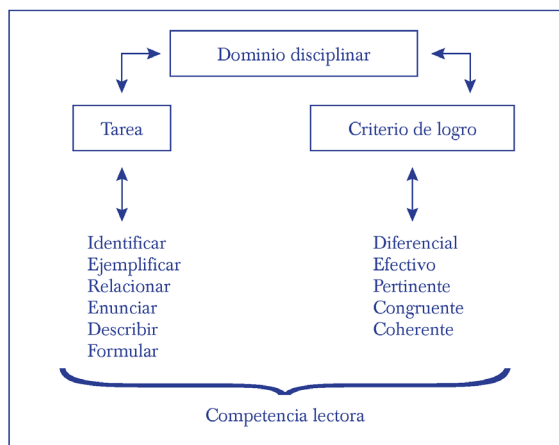 Dominio disciplinar
Tarea
Criterio de logro
Identificar
Ejemplificar
Relacionar
Enunciar
Describir
Formular
Diferencial
Efectivo
Pertinente
Congruente
Coherente
Competencia lectora